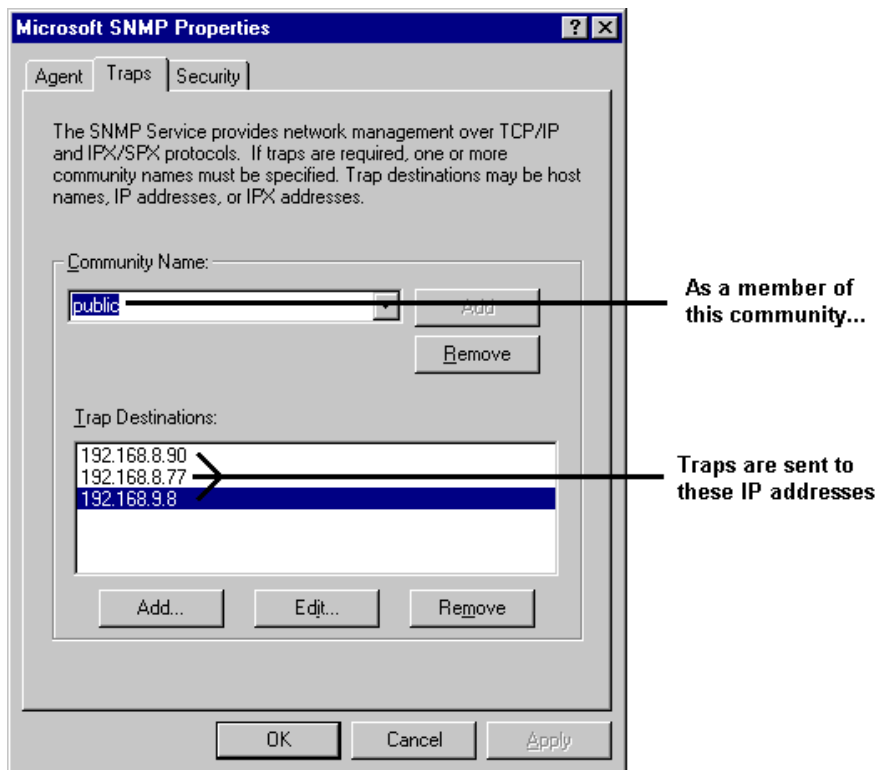 Microsoft SNMP Properties
Agent
Traps
Security
The SNMP Service provides network management over TCP/IP
and IPX/SPX protocols. If traps are required, one or more
community names must be specified. Trap destinations may be host
names, IP addresses, or IPX addresses.
Community Name:
public
Add
As a member of
this community...
Remove
Trap Destinations:
192.168.8.90
192.168.8.77
192.168.9.8
Traps are sent to
these IP addresses
Add...
Edit...
Remove
OK
Cancel
Apply